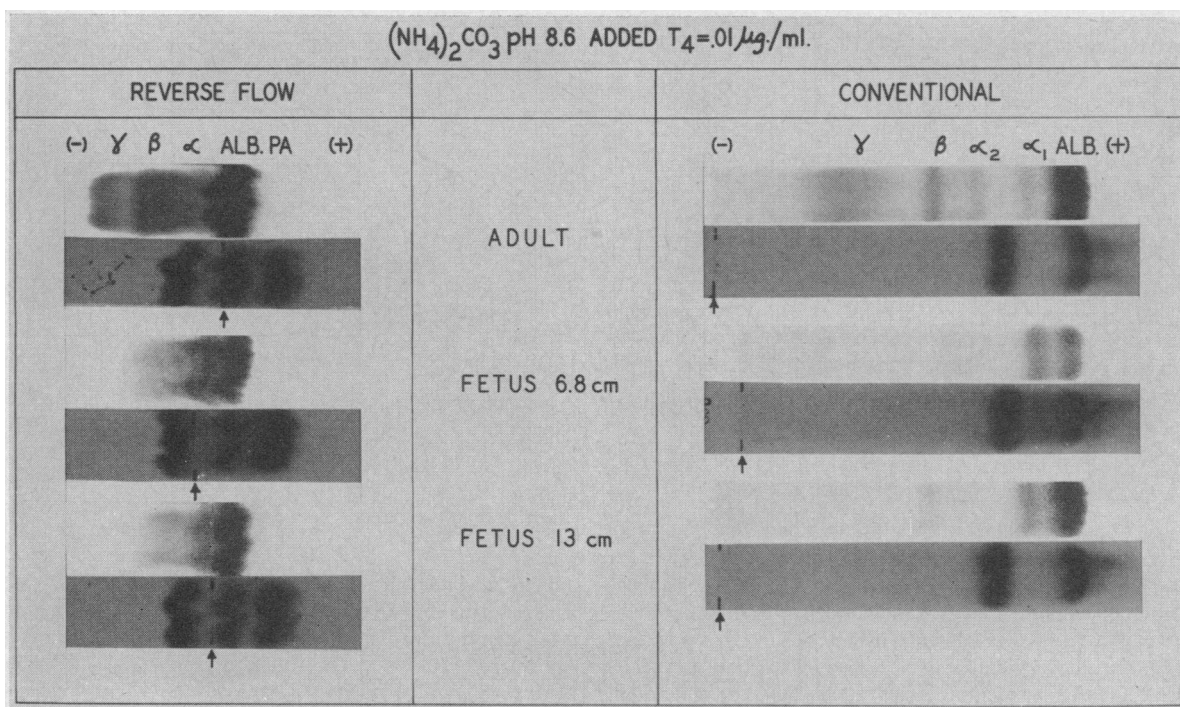 (NH₄)₂CO₃ pH 8.6 ADDED T₄=.01 µg./ml.
REVERSE FLOW
CONVENTIONAL
(-) γ β α ALB. PA (+)
(-) γ β α₂ α₁ ALB. (+)
ADULT
FETUS 6.8 cm
FETUS 13 cm